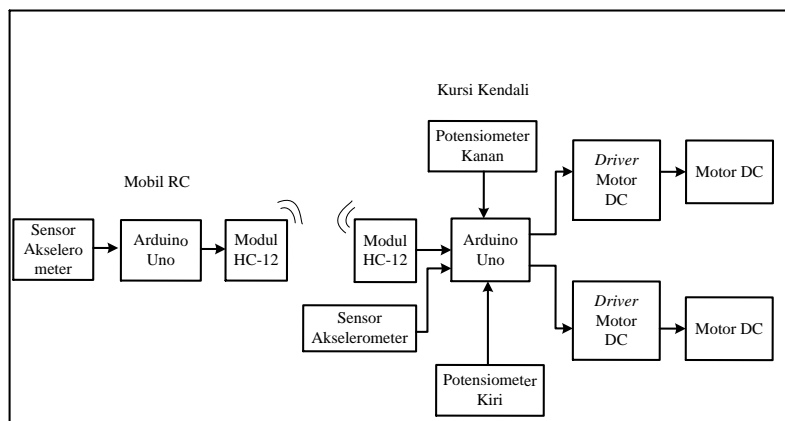 Kursi Kendali
Potensiometer
Kanan
Driver
Motor
DC
Motor DC
Mobil RC
Sensor
Akselero
meter
Arduino
Uno
Modul
HC-12
Modul
HC-12
Arduino
Uno
Sensor
Akselerometer
Driver
Motor
DC
Motor DC
Potensiometer
Kiri